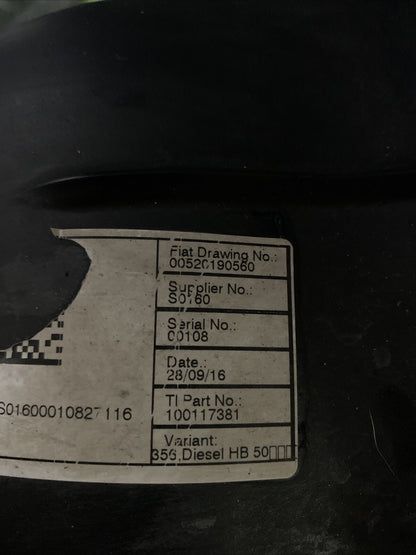 Fiat Drawing No.:
00520190560
Supplier No.:
S0160
Serial No.:
00108
Date.:
28/09/16
TI Part No.:
100117381
Variant:
356 Diesel HB 50▯▯▯
S01600010827116